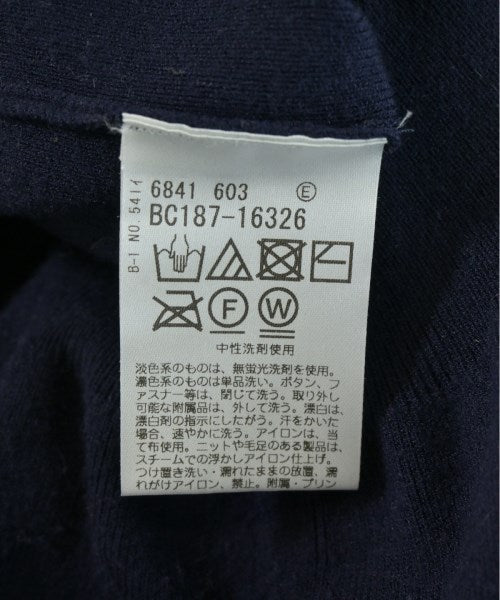 6841 603 Ⓔ
BC187-16326
B-1 NO.5411
F W
中性洗剤使用
淡色系のものは、無蛍光洗剤を使用。
濃色系のものは単品洗い。ボタン、フ
ァスナー等は、閉じて洗う。取り外し
可能な附属品は、外して洗う。漂白は、
漂白剤の指示にしたがう。汗をかいた
場合、速やかに洗う。アイロンは、当
て布使用。ニットや毛足のある製品は、
スチームでの浮かしアイロン仕上げ。
つけ置き洗い・濡れたままの放置、濡
れがけアイロン、禁止。附属・プリン